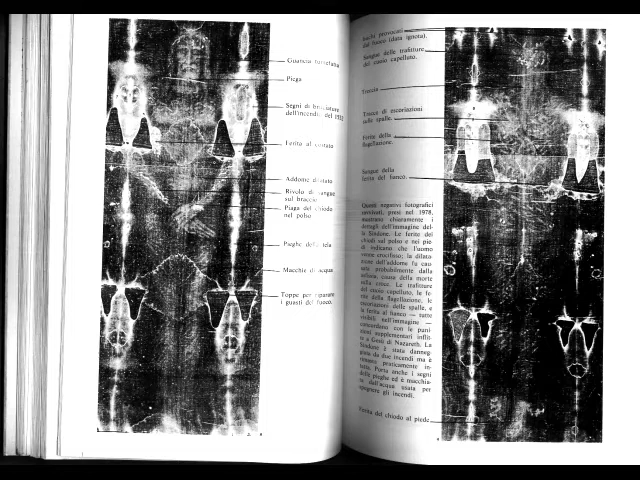 Guancia tumefatta
Piega
Segni di bruciature
dell'incendio del 1532
Ferita al costato
Addome dilatato
Rivolo di sangue
sul braccio
Piaga del chiodo
nel polso
Pieghe della tela
Macchie di acqua
Toppe per riparare
i guasti del fuoco.
buchi provocati
dal fuoco (data ignota).
Sangue delle trafitture
del cuoio capelluto.
Treccia
Tracce di escoriazioni
sulle spalle.
Ferite della
flagellazione.
Sangue della
ferita del fianco.
Questi negativi fotografici
ravvivati, presi nel 1978,
mostrano chiaramente i
dettagli dell'immagine del-
la Sindone. Le ferite dei
chiodi sul polso e nei pie-
di indicano che l'uomo
venne crocifisso; la dilata-
zione dell'addome fu cau-
sata probabilmente dalla
asfissia, causa della morte
sulla croce. Le trafitture
del cuoio capelluto, le fe-
rite della flagellazione, le
escoriazioni delle spalle, e
la ferita al fianco — tutte
visibili nell'immagine —
concordano con le puni-
zioni supplementari inflit-
te a Gesù di Nazareth. La
Sindone è stata danneg-
giata da due incendi ma è
rimasta praticamente in-
tatta. Porta anche i segni
delle pieghe ed è macchia-
ta dall'acqua usata per
spegnere gli incendi.
Ferita del chiodo al piede